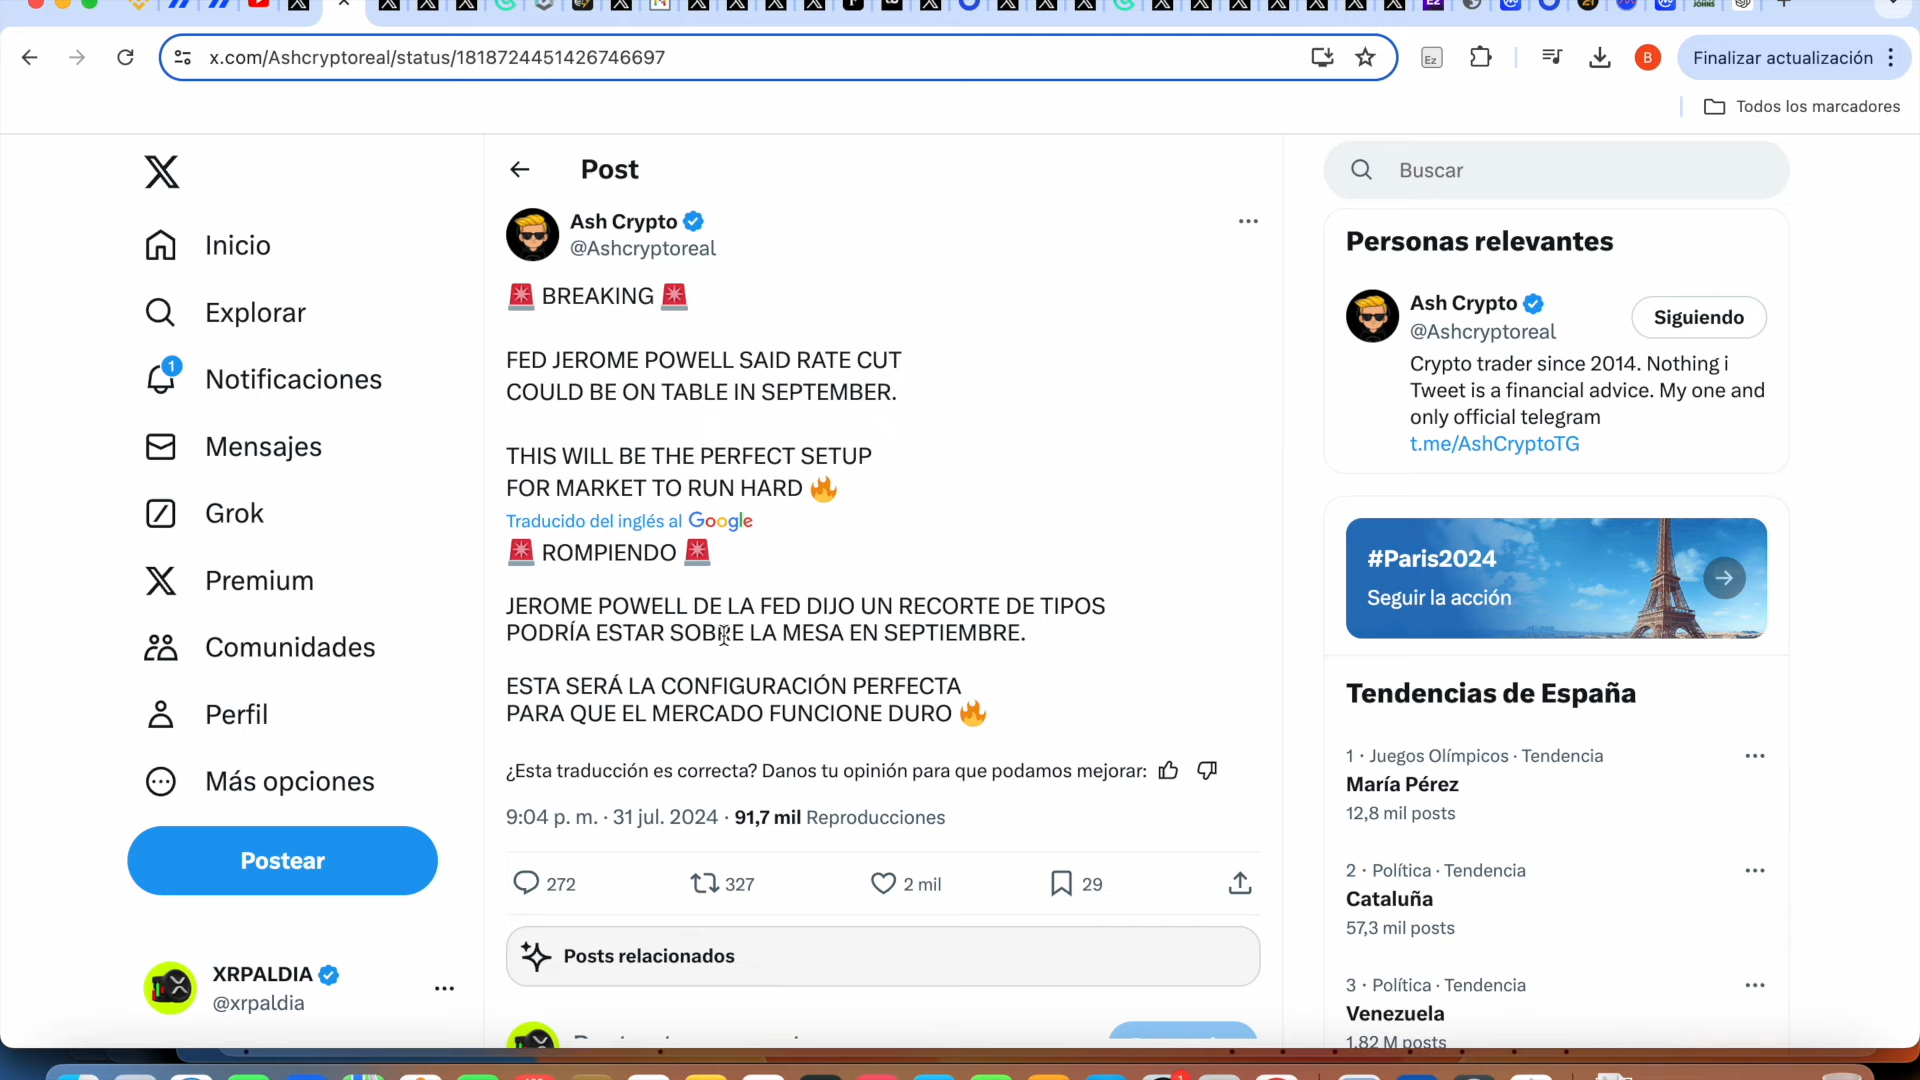 x.com/Ashcryptoreal/status/1818724451426746697
Ez
B
Finalizar actualización
Todos los marcadores
Inicio
Explorar
1
Notificaciones
Mensajes
Grok
Premium
Comunidades
Perfil
Más opciones
Postear
XRPALDIA
@xrpaldia
Post
Ash Crypto
@Ashcryptoreal
🚨 BREAKING 🚨
FED JEROME POWELL SAID RATE CUT
COULD BE ON TABLE IN SEPTEMBER.
THIS WILL BE THE PERFECT SETUP
FOR MARKET TO RUN HARD 🔥
Traducido del inglés al Google
🚨 ROMPIENDO 🚨
JEROME POWELL DE LA FED DIJO UN RECORTE DE TIPOS
PODRÍA ESTAR SOBRE LA MESA EN SEPTIEMBRE.
ESTA SERÁ LA CONFIGURACIÓN PERFECTA
PARA QUE EL MERCADO FUNCIONE DURO 🔥
¿Esta traducción es correcta? Danos tu opinión para que podamos mejorar:
9:04 p. m. · 31 jul. 2024 · 91,7 mil Reproducciones
272
327
2 mil
29
Posts relacionados
Buscar
Personas relevantes
Ash Crypto
@Ashcryptoreal
Siguiendo
Crypto trader since 2014. Nothing i
Tweet is a financial advice. My one and
only official telegram
t.me/AshCryptoTG
#Paris2024
Seguir la acción
Tendencias de España
1 · Juegos Olímpicos · Tendencia
María Pérez
12,8 mil posts
2 · Política · Tendencia
Cataluña
57,3 mil posts
3 · Política · Tendencia
Venezuela
1,82 M posts